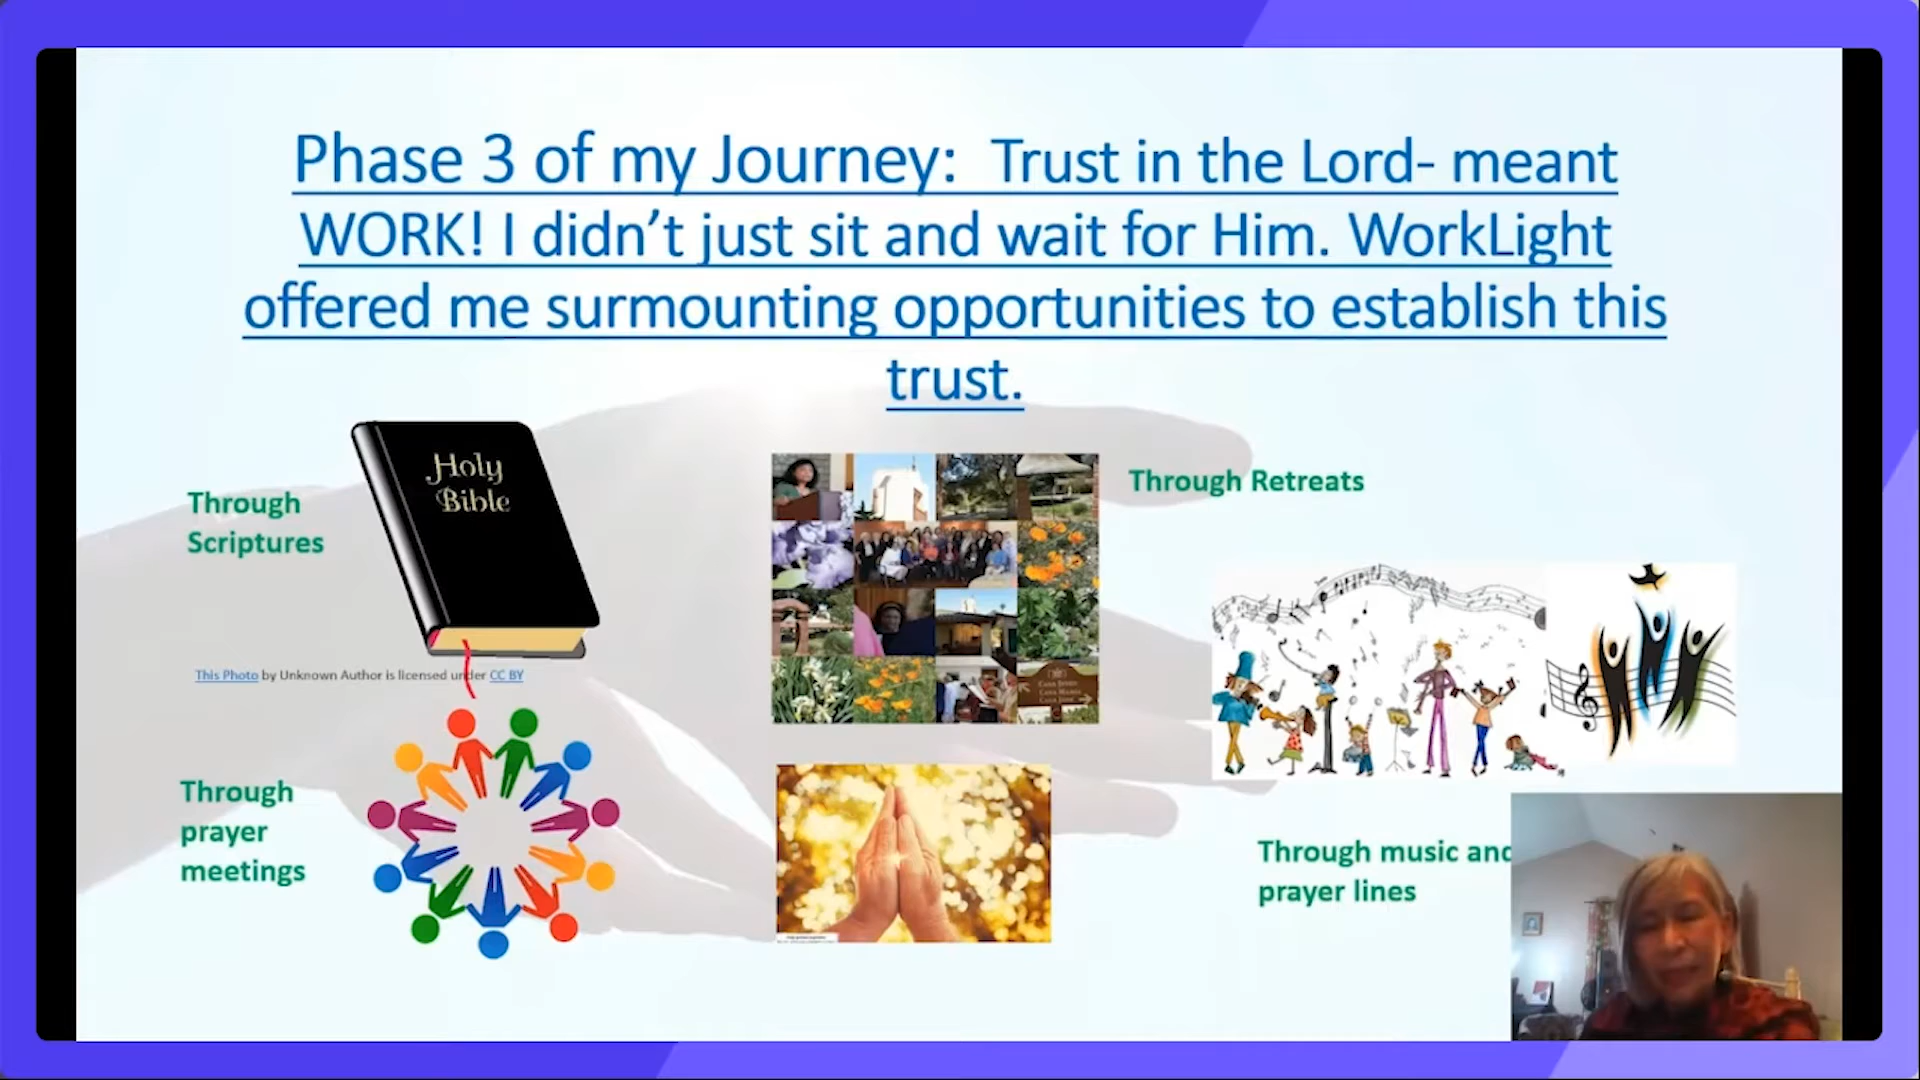 Phase 3 of my Journey: Trust in the Lord- meant
WORK! I didn't just sit and wait for Him. WorkLight
offered me surmounting opportunities to establish this
trust.
Through
Scriptures
Holy
Bible
This Photo by Unknown Author is licensed under CC BY
Through Retreats
Through
prayer
meetings
Through music and
prayer lines